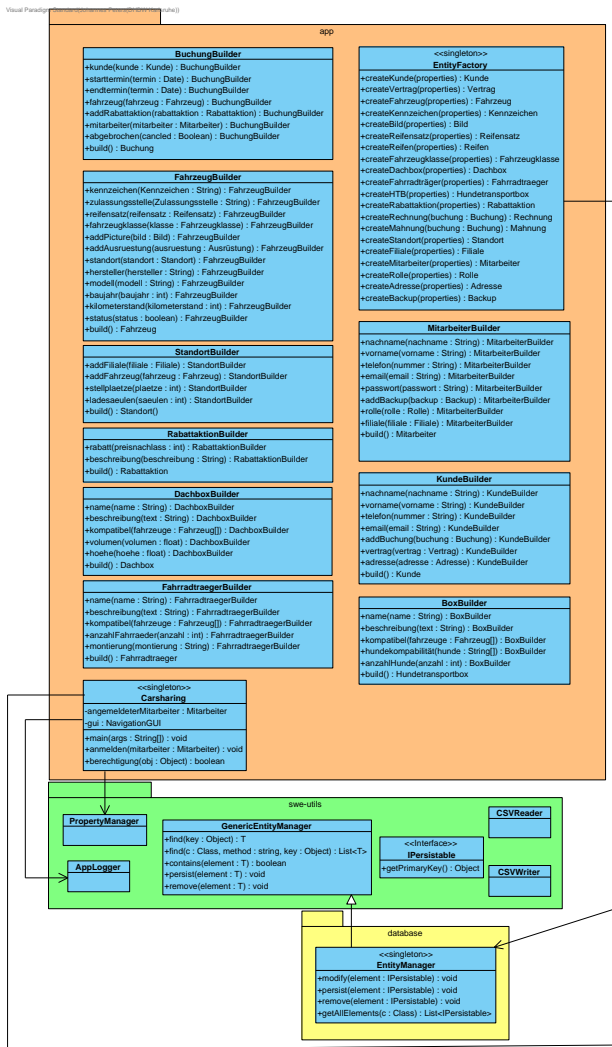 app
BuchungBuilder
+kunde(kunde : Kunde) : BuchungBuilder
+starttermin(termin : Date) : BuchungBuilder
+endtermin(termin : Date) : BuchungBuilder
+fahrzeug(fahrzeug : Fahrzeug) : BuchungBuilder
+addRabattaktion(rabattaktion : Rabattaktion) : BuchungBuilder
+mitarbeiter(mitarbeiter : Mitarbeiter) : BuchungBuilder
+abgebrochen(cancled : Boolean) : BuchungBuilder
+build() : Buchung
FahrzeugBuilder
+kennzeichen(Kennzeichen : String) : FahrzeugBuilder
+zulassungsstelle(Zulassungsstelle : String) : FahrzeugBuilder
+reifensatz(reifensatz : Reifensatz) : FahrzeugBuilder
+fahrzeugklasse(klasse : Fahrzeugklasse) : FahrzeugBuilder
+addPicture(bild : Bild) : FahrzeugBuilder
+addAusruestung(ausruestung : Ausrüstung) : FahrzeugBuilder
+standort(standort : Standort) : FahrzeugBuilder
+hersteller(hersteller : String) : FahrzeugBuilder
+modell(modell : String) : FahrzeugBuilder
+baujahr(baujahr : int) : FahrzeugBuilder
+kilometerstand(kilometerstand : int) : FahrzeugBuilder
+status(status : boolean) : FahrzeugBuilder
+build() : Fahrzeug
StandortBuilder
+addFiliale(filiale : Filiale) : StandortBuilder
+addFahrzeug(fahrzeug : Fahrzeug) : StandortBuilder
+stellplaetze(plaetze : int) : StandortBuilder
+ladesaeulen(saeulen : int) : StandortBuilder
+build() : Standort()
RabattaktionBuilder
+rabatt(preisnachlass : int) : RabattaktionBuilder
+beschreibung(beschreibung : String) : RabattaktionBuilder
+build() : Rabattaktion
DachboxBuilder
+name(name : String) : DachboxBuilder
+beschreibung(text : String) : DachboxBuilder
+kompatibel(fahrzeuge : Fahrzeug[]) : DachboxBuilder
+volumen(volumen : float) : DachboxBuilder
+hoehe(hoehe : float) : DachboxBuilder
+build() : Dachbox
FahrradtraegerBuilder
+name(name : String) : FahrradtraegerBuilder
+beschreibung(text : String) : FahrradtraegerBuilder
+kompatibel(fahrzeuge : Fahrzeug[]) : FahrradtraegerBuilder
+anzahlFahrraeder(anzahl : int) : FahrradtraegerBuilder
+montierung(montierung : String) : FahrradtraegerBuilder
+build() : Fahrradtraeger
<<singleton>>
Carsharing
-angemeldeterMitarbeiter : Mitarbeiter
-gui : NavigationGUI
+main(args : String[]) : void
+anmelden(mitarbeiter : Mitarbeiter) : void
+berechtigung(obj : Object) : boolean
<<singleton>>
EntityFactory
+createKunde(properties) : Kunde
+createVertrag(properties) : Vertrag
+createFahrzeug(properties) : Fahrzeug
+createKennzeichen(properties) : Kennzeichen
+createBild(properties) : Bild
+createReifensatz(properties) : Reifensatz
+createReifen(properties) : Reifen
+createFahrzeugklasse(properties) : Fahrzeugklasse
+createDachbox(properties) : Dachbox
+createFahrradträger(properties) : Fahrradtraeger
+createHTB(properties) : Hundetransportbox
+createRabattaktion(properties) : Rabattaktion
+createRechnung(buchung : Buchung) : Rechnung
+createMahnung(buchung : Buchung) : Mahnung
+createStandort(properties) : Standort
+createFiliale(properties) : Filiale
+createMitarbeiter(properties) : Mitarbeiter
+createRolle(properties) : Rolle
+createAdresse(properties) : Adresse
+createBackup(properties) : Backup
MitarbeiterBuilder
+nachname(nachname : String) : MitarbeiterBuilder
+vorname(vorname : String) : MitarbeiterBuilder
+telefon(nummer : String) : MitarbeiterBuilder
+email(email : String) : MitarbeiterBuilder
+passwort(passwort : String) : MitarbeiterBuilder
+addBackup(backup : Backup) : MitarbeiterBuilder
+rolle(rolle : Rolle) : MitarbeiterBuilder
+filiale(filiale : Filiale) : MitarbeiterBuilder
+build() : Mitarbeiter
KundeBuilder
+nachname(nachname : String) : KundeBuilder
+vorname(vorname : String) : KundeBuilder
+telefon(nummer : String) : KundeBuilder
+email(email : String) : KundeBuilder
+addBuchung(buchung : Buchung) : KundeBuilder
+vertrag(vertrag : Vertrag) : KundeBuilder
+adresse(adresse : Adresse) : KundeBuilder
+build() : Kunde
BoxBuilder
+name(name : String) : BoxBuilder
+beschreibung(text : String) : BoxBuilder
+kompatibel(fahrzeuge : Fahrzeug[]) : BoxBuilder
+hundekompabilität(hunde : String[]) : BoxBuilder
+anzahlHunde(anzahl : int) : BoxBuilder
+build() : Hundetransportbox
swe-utils
PropertyManager
AppLogger
GenericEntityManager
+find(key : Object) : T
+find(c : Class, method : string, key : Object) : List<T>
+contains(element : T) : boolean
+persist(element : T) : void
+remove(element : T) : void
<<Interface>>
IPersistable
+getPrimaryKey() : Object
CSVReader
CSVWriter
database
<<singleton>>
EntityManager
+modify(element : IPersistable) : void
+persist(element : IPersistable) : void
+remove(element : IPersistable) : void
+getAllElements(c : Class) : List<IPersistable>